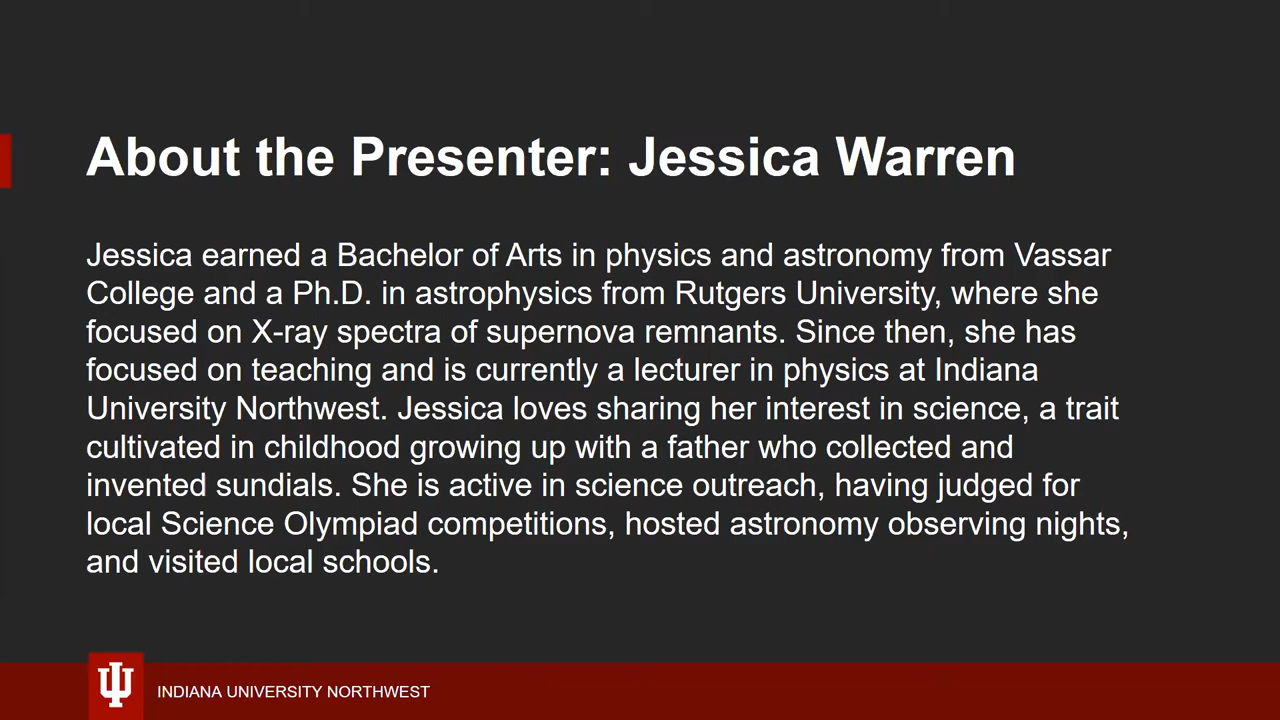 About the Presenter: Jessica Warren
Jessica earned a Bachelor of Arts in physics and astronomy from Vassar
College and a Ph.D. in astrophysics from Rutgers University, where she
focused on X-ray spectra of supernova remnants. Since then, she has
focused on teaching and is currently a lecturer in physics at Indiana
University Northwest. Jessica loves sharing her interest in science, a trait
cultivated in childhood growing up with a father who collected and
invented sundials. She is active in science outreach, having judged for
local Science Olympiad competitions, hosted astronomy observing nights,
and visited local schools.
INDIANA UNIVERSITY NORTHWEST